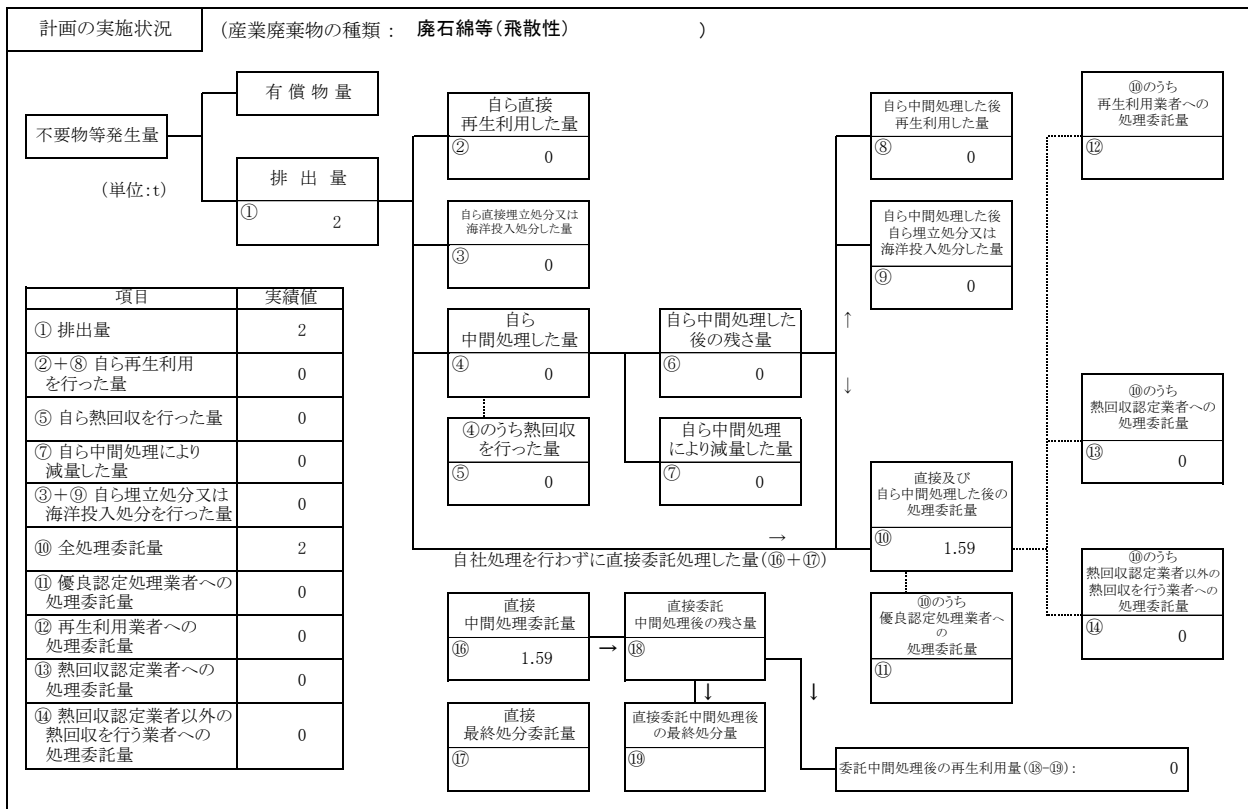 計画の実施状況
(産業廃棄物の種類： 廃石綿等(飛散性) )
有償物量
不要物等発生量
(単位:t)
排出量
① 2
自ら直接
再生利用した量
② 0
自ら直接埋立処分又は
海洋投入処分した量
③ 0
自ら
中間処理した量
④ 0
④のうち熱回収
を行った量
⑤ 0
自ら中間処理した
後の残さ量
⑥ 0
自ら中間処理
により減量した量
⑦ 0
自ら中間処理した後
再生利用した量
⑧ 0
自ら中間処理した後
自ら埋立処分又は
海洋投入処分した量
⑨ 0
↑
↓
直接及び
自ら中間処理した後の
処理委託量
⑩ 1.59
⑩のうち
優良認定処理業者へ
の
処理委託量
⑪
⑩のうち
再生利用業者への
処理委託量
⑫
⑩のうち
熱回収認定業者への
処理委託量
⑬ 0
⑩のうち
熱回収認定業者以外の
熱回収を行う業者への
処理委託量
⑭ 0
→
自社処理を行わずに直接委託処理した量(⑯+⑰)
直接
中間処理委託量
⑯ 1.59
→
直接委託
中間処理後の残さ量
⑱
↓
↓
直接
最終処分委託量
⑰
直接委託中間処理後
の最終処分量
⑲
委託中間処理後の再生利用量(⑱-⑲)： 0
項目 実績値
① 排出量 2
②+⑧ 自ら再生利用
を行った量 0
⑤ 自ら熱回収を行った量 0
⑦ 自ら中間処理により
減量した量 0
③+⑨ 自ら埋立処分又は
海洋投入処分を行った量 0
⑩ 全処理委託量 2
⑪ 優良認定処理業者への
処理委託量 0
⑫ 再生利用業者への
処理委託量 0
⑬ 熱回収認定業者への
処理委託量 0
⑭ 熱回収認定業者以外の
熱回収を行う業者への
処理委託量 0